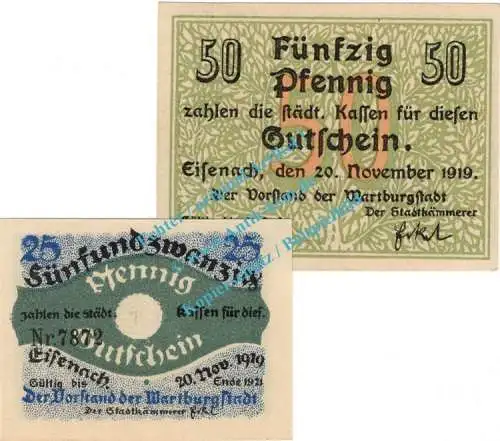 50 Fünfzig 50
Pfennig
zahlen die städt. Kassen für diesen
Gutschein.
Eisenach, den 20. November 1919.
Der Vorstand der Wartburgstadt
Der Stadtkämmerer
25 25
Fünfundzwanzig
Pfennig
zahlen die städt. Kassen für dies.
Nr. 7872
Gutschein
Eisenach. 20. Nov. 1919
Gültig bis Ende 1921
Der Vorstand der Wartburgstadt
Der Stadtkämmerer